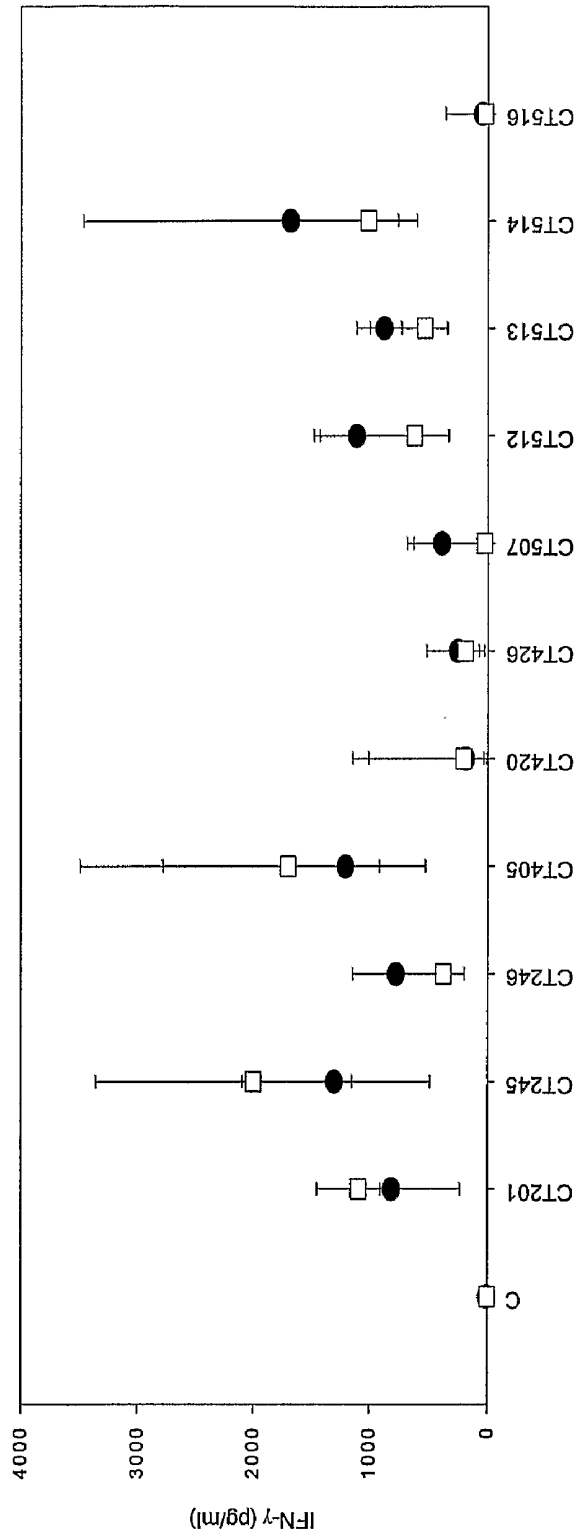 IFN-γ (pg/ml)
4000
3000
2000
1000
0
C
CT201
CT245
CT246
CT405
CT420
CT426
CT507
CT512
CT513
CT514
CT516